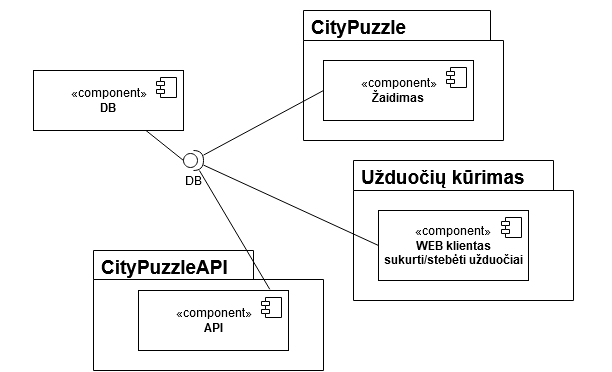 CityPuzzle
«component»
Žaidimas
«component»
DB
DB
Užduočių kūrimas
«component»
WEB klientas
sukurti/stebėti užduočiai
CityPuzzleAPI
«component»
API